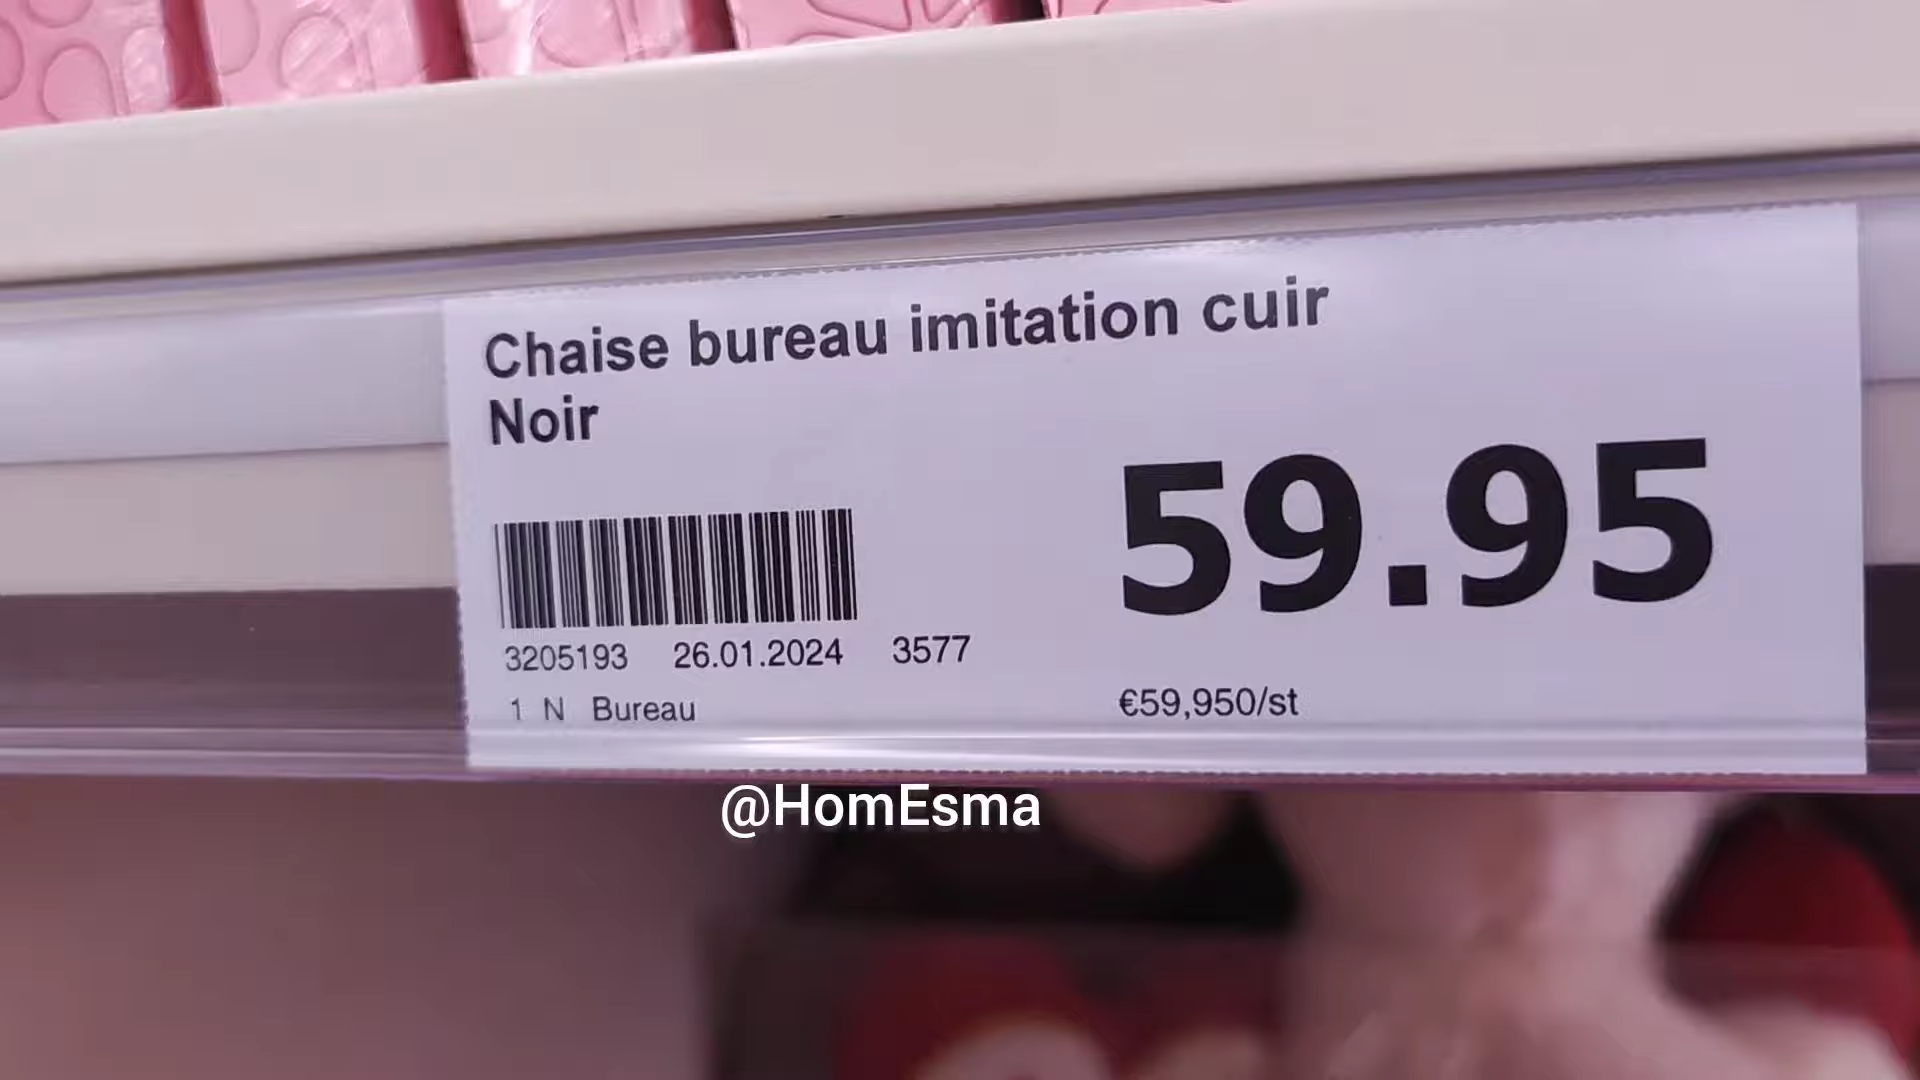 Chaise bureau imitation cuir
Noir
59.95
3205193 26.01.2024 3577
1 N Bureau
€59,950/st
@HomEsma